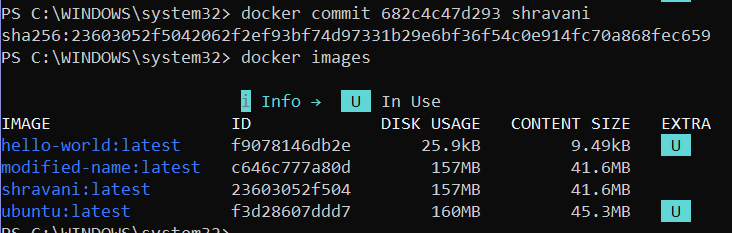 PS C:\WINDOWS\system32> docker commit 682c4c47d293 shravani
sha256:23603052f5042062f2ef93bf74d97331b29e6bf36f54c0e914fc70a868fec659
PS C:\WINDOWS\system32> docker images
i Info → U In Use
IMAGE ID DISK USAGE CONTENT SIZE EXTRA
hello-world:latest f9078146db2e 25.9kB 9.49kB U
modified-name:latest c646c777a80d 157MB 41.6MB
shravani:latest 23603052f504 157MB 41.6MB
ubuntu:latest f3d28607ddd7 160MB 45.3MB U
PS C:\WINDOWS\system32>